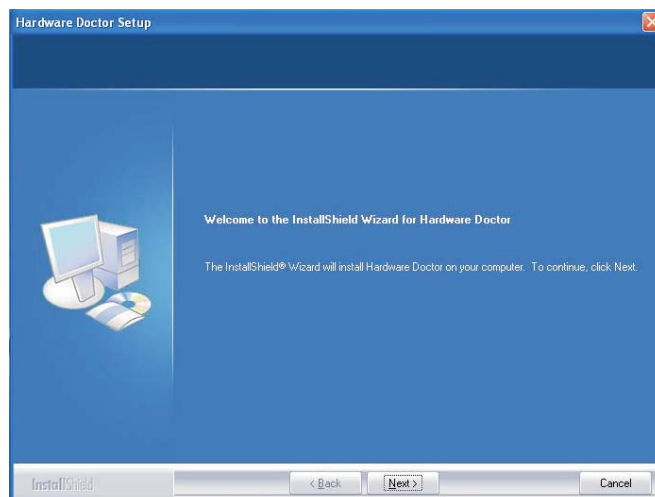 Hardware Doctor Setup
Welcome to the InstallShield Wizard for Hardware Doctor
The InstallShield® Wizard will install Hardware Doctor on your computer. To continue, click Next.
InstallShield
< Back
Next >
Cancel